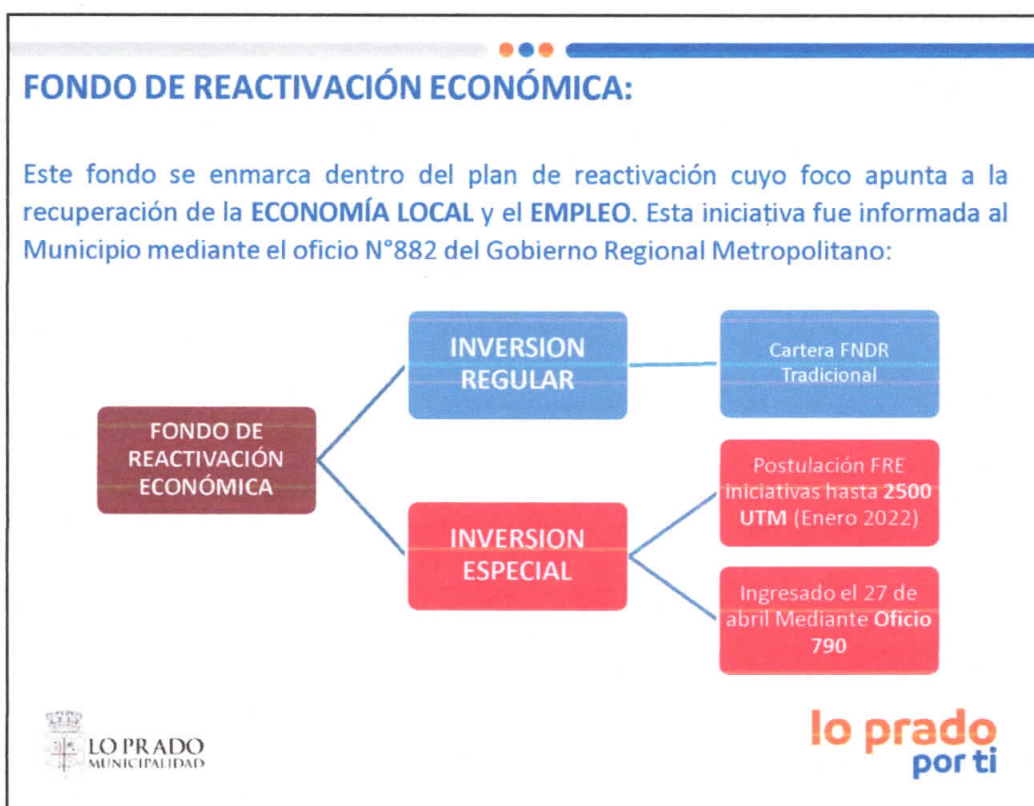 FONDO DE REACTIVACIÓN ECONÓMICA:
Este fondo se enmarca dentro del plan de reactivación cuyo foco apunta a la
recuperación de la ECONOMÍA LOCAL y el EMPLEO. Esta iniciativa fue informada al
Municipio mediante el oficio N°882 del Gobierno Regional Metropolitano:
FONDO DE
REACTIVACIÓN
ECONÓMICA
INVERSION
REGULAR
Cartera FNDR
Tradicional
INVERSION
ESPECIAL
Postulación FRE
iniciativas hasta 2500
UTM (Enero 2022)
Ingresado el 27 de
abril Mediante Oficio
790
LO PRADO
MUNICIPALIDAD
lo prado
por ti